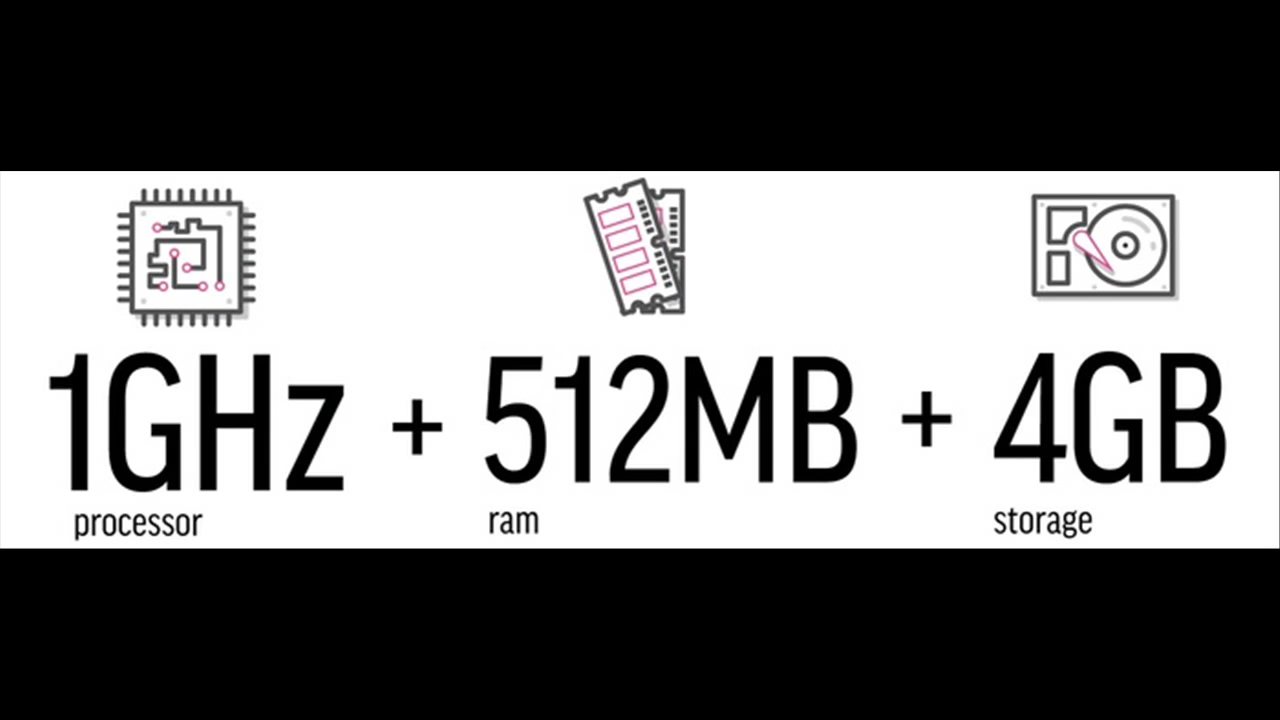 1GHz + 512MB + 4GB
processor ram storage